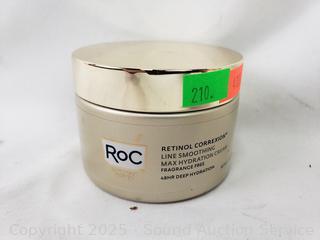 210.
RoC
RETINOL CORREXION®
LINE SMOOTHING
MAX HYDRATION CREAM
FRAGRANCE FREE
48HR DEEP HYDRATION
Copyright © 2025 - Sound Auction Service